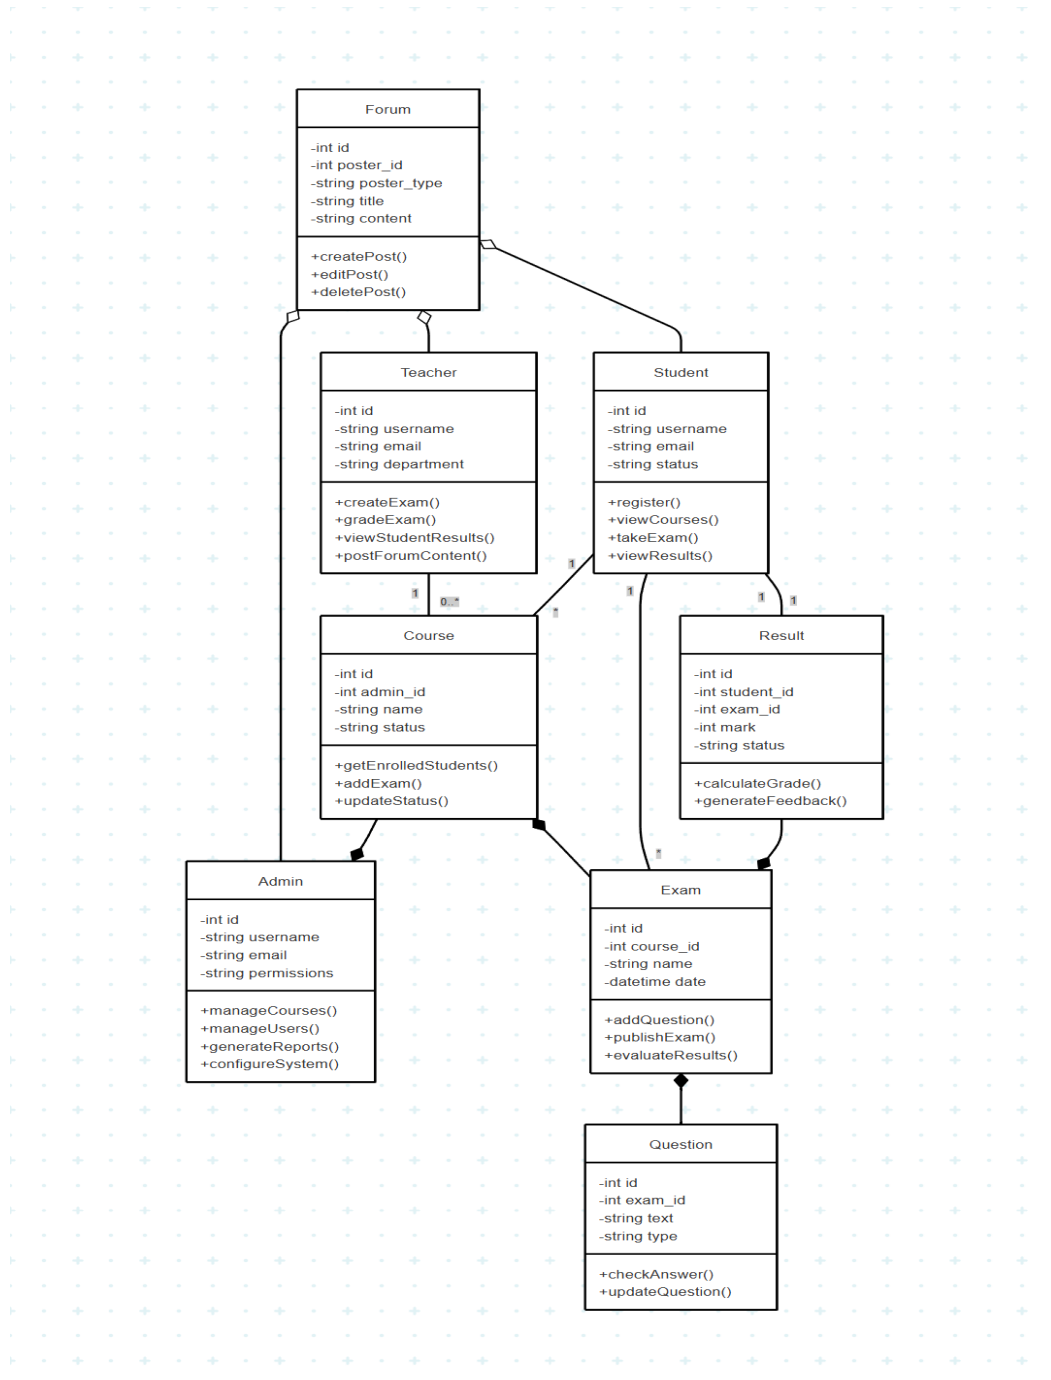 Forum
-int id
-int poster_id
-string poster_type
-string title
-string content
+createPost()
+editPost()
+deletePost()
Teacher
-int id
-string username
-string email
-string department
+createExam()
+gradeExam()
+viewStudentResults()
+postForumContent()
Student
-int id
-string username
-string email
-string status
+register()
+viewCourses()
+takeExam()
+viewResults()
1
0..*
1
*
1
*
1
1
Course
-int id
-int admin_id
-string name
-string status
+getEnrolledStudents()
+addExam()
+updateStatus()
Result
-int id
-int student_id
-int exam_id
-int mark
-string status
+calculateGrade()
+generateFeedback()
Admin
-int id
-string username
-string email
-string permissions
+manageCourses()
+manageUsers()
+generateReports()
+configureSystem()
Exam
-int id
-int course_id
-string name
-datetime date
+addQuestion()
+publishExam()
+evaluateResults()
Question
-int id
-int exam_id
-string text
-string type
+checkAnswer()
+updateQuestion()